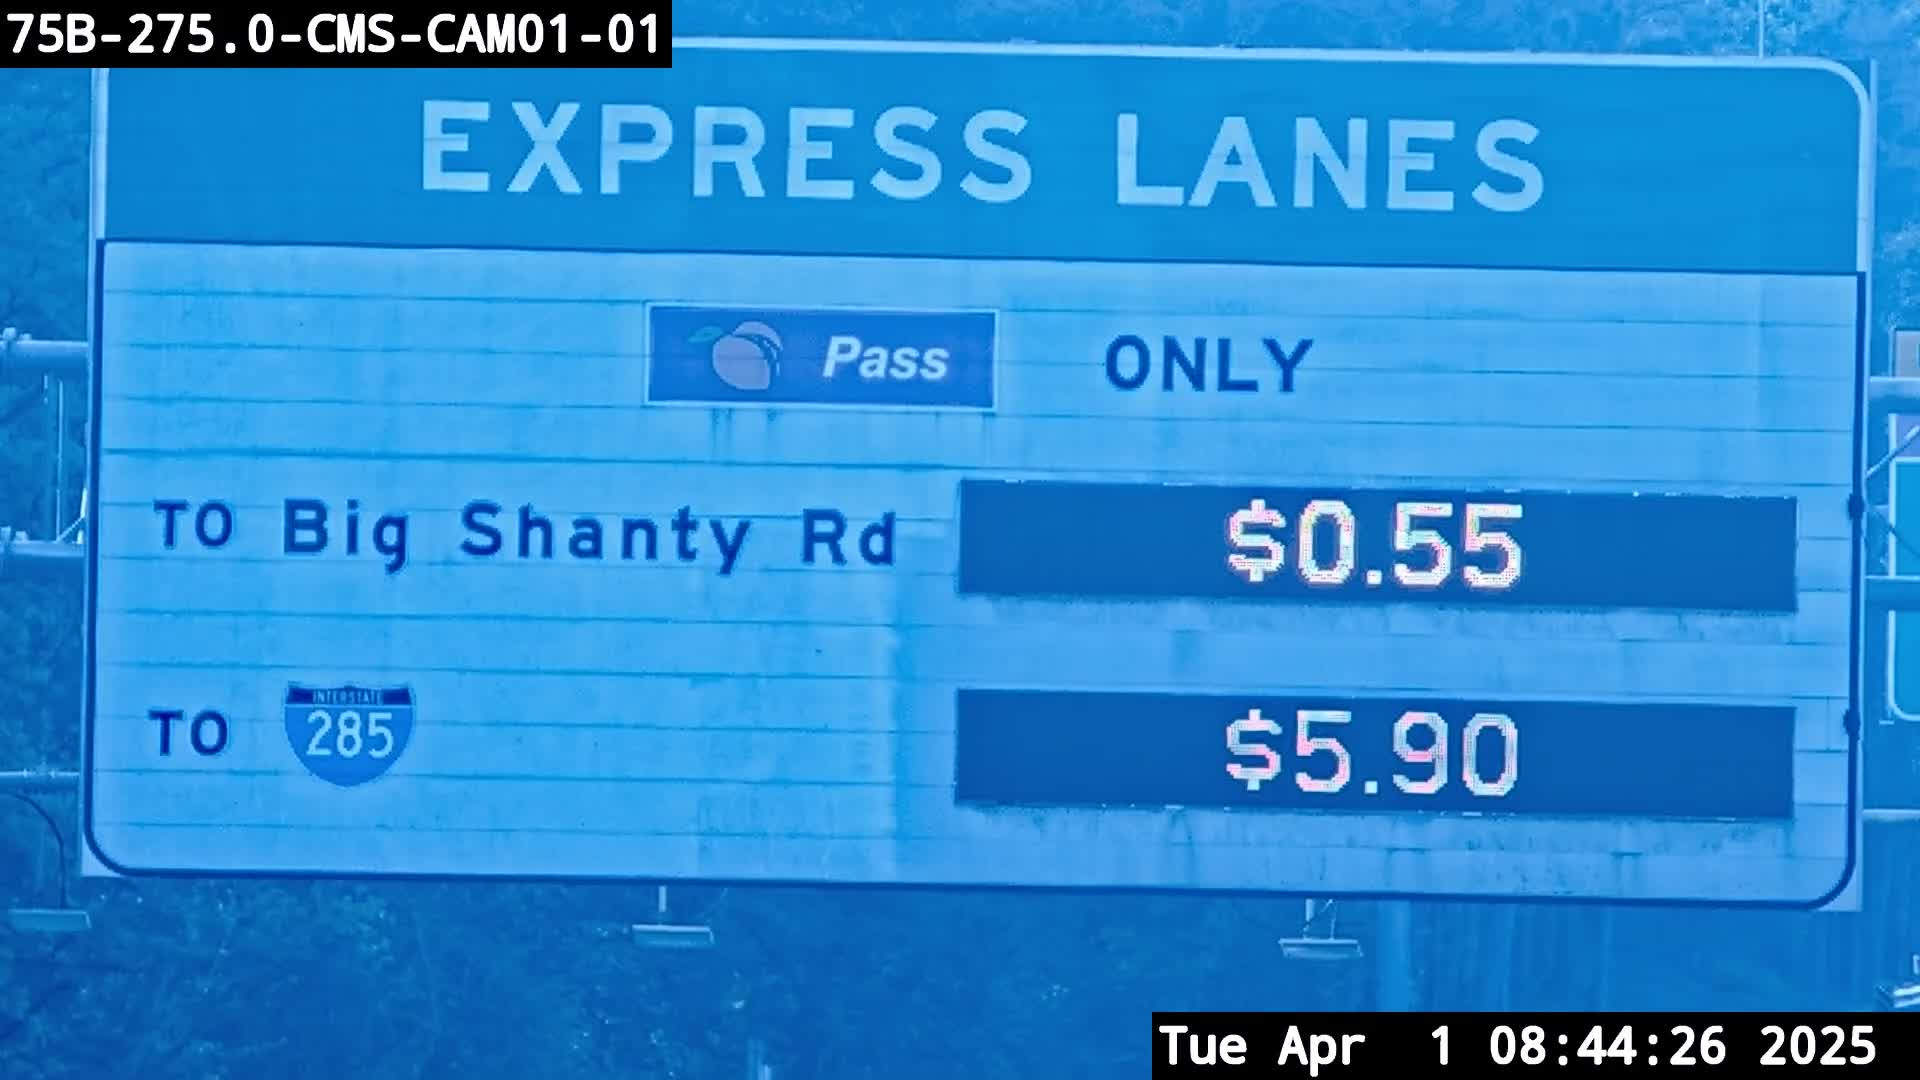 75B-275.0-CMS-CAM01-01
EXPRESS LANES
Pass ONLY
TO Big Shanty Rd $0.55
INTERSTATE
TO 285 $5.90
Tue Apr 1 08:44:26 2025